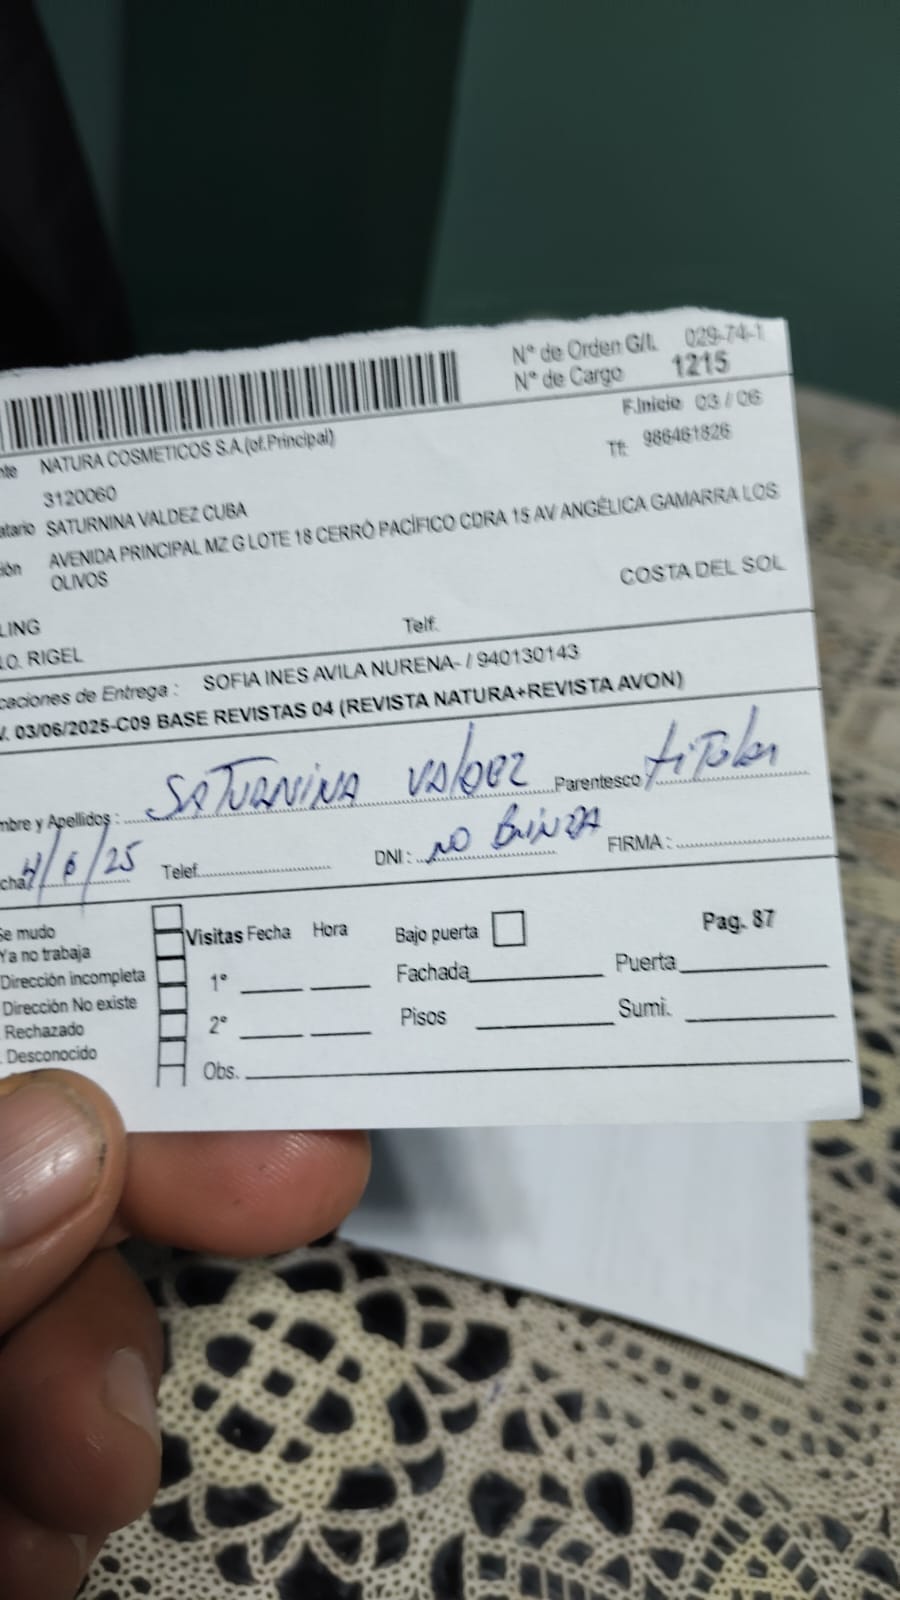 N° de Orden G/L 029-74-1
N° de Cargo 1215
F.Inicio 03 / 06
nte NATURA COSMETICOS S.A.(of.Principal)
Tf: 986461826
3120060
atario SATURNINA VALDEZ CUBA
ión AVENIDA PRINCIPAL MZ G LOTE 18 CERRÓ PACÍFICO CDRA 15 AV ANGÉLICA GAMARRA LOS
OLIVOS
COSTA DEL SOL
LING Telf.
.O. RIGEL
caciones de Entrega : SOFIA INES AVILA NURENA- / 940130143
/. 03/06/2025-C09 BASE REVISTAS 04 (REVISTA NATURA+REVISTA AVON)
mbre y Apellidos : SATURNINA VALDEZ Parentesco titular
cha 4/6/25 Telef. DNI : NO BRINDA FIRMA :
Se mudo Visitas Fecha Hora Bajo puerta Pag. 87
Ya no trabaja
Dirección incompleta 1° Fachada Puerta
Dirección No existe
Rechazado 2° Pisos Sumi.
. Desconocido
Obs.